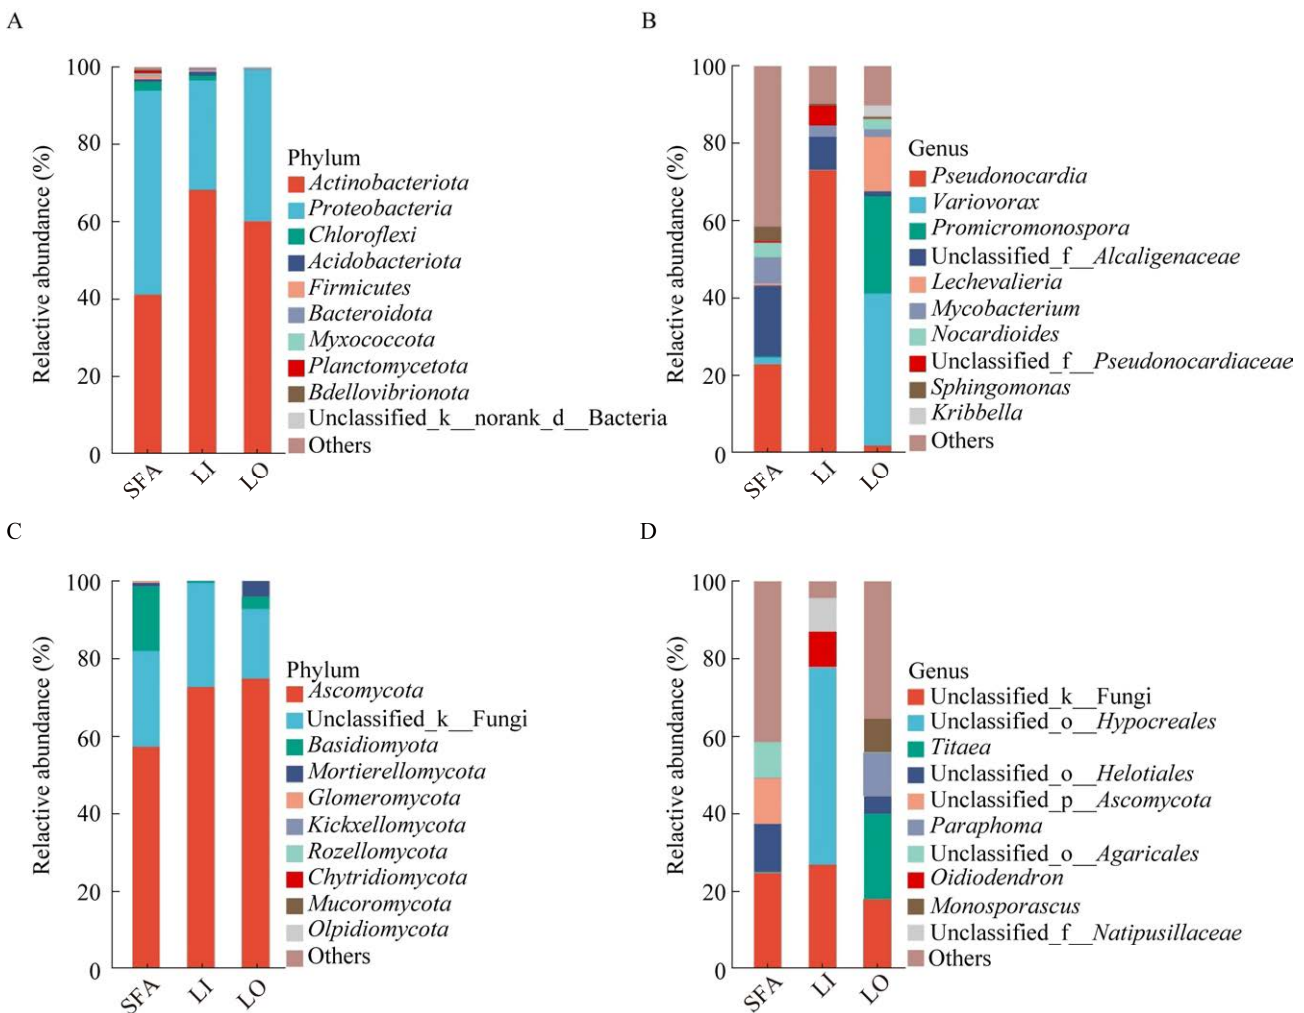 A
Relactive abundance (%)
100
80
60
40
20
0
SFA
LI
LO
Phylum
Actinobacteriota
Proteobacteria
Chloroflexi
Acidobacteriota
Firmicutes
Bacteroidota
Myxococcota
Planctomycetota
Bdellovibrionota
Unclassified_k__norank_d__Bacteria
Others
B
Relactive abundance (%)
100
80
60
40
20
0
SFA
LI
LO
Genus
Pseudonocardia
Variovorax
Promicromonospora
Unclassified_f__Alcaligenaceae
Lechevalieria
Mycobacterium
Nocardioides
Unclassified_f__Pseudonocardiaceae
Sphingomonas
Kribbella
Others
C
Relactive abundance (%)
100
80
60
40
20
0
SFA
LI
LO
Phylum
Ascomycota
Unclassified_k__Fungi
Basidiomyota
Mortierellomycota
Glomeromycota
Kickxellomycota
Rozellomycota
Chytridiomycota
Mucoromycota
Olpidiomycota
Others
D
Relactive abundance (%)
100
80
60
40
20
0
SFA
LI
LO
Genus
Unclassified_k__Fungi
Unclassified_o__Hypocreales
Titaea
Unclassified_o__Helotiales
Unclassified_p__Ascomycota
Paraphoma
Unclassified_o__Agaricales
Oidiodendron
Monosporascus
Unclassified_f__Natipusillaceae
Others